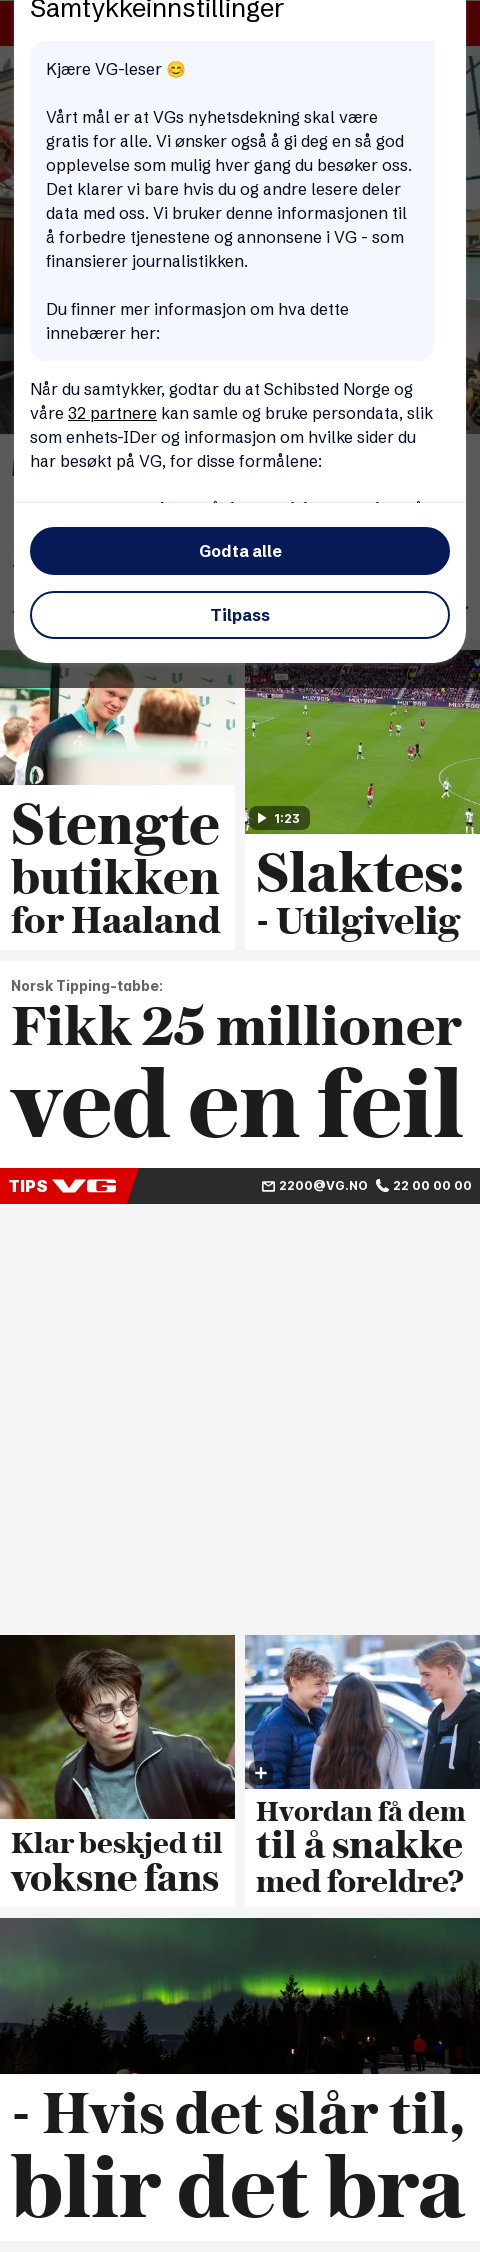 Samtykkeinnstillinger
Kjære VG-leser 😊
Vårt mål er at VGs nyhetsdekning skal være
gratis for alle. Vi ønsker også å gi deg en så god
opplevelse som mulig hver gang du besøker oss.
Det klarer vi bare hvis du og andre lesere deler
data med oss. Vi bruker denne informasjonen til
å forbedre tjenestene og annonsene i VG - som
finansierer journalistikken.
Du finner mer informasjon om hva dette
innebærer her:
Når du samtykker, godtar du at Schibsted Norge og
våre 32 partnere kan samle og bruke persondata, slik
som enhets-IDer og informasjon om hvilke sider du
har besøkt på VG, for disse formålene:
Godta alle
Tilpass
1:23
Stengte
butikken
for Haaland
Slaktes:
- Utilgivelig
Norsk Tipping-tabbe:
Fikk 25 millioner
ved en feil
TIPS VG 2200@VG.NO 22 00 00 00
Klar beskjed til
voksne fans
Hvordan få dem
til å snakke
med foreldre?
- Hvis det slår til,
blir det bra